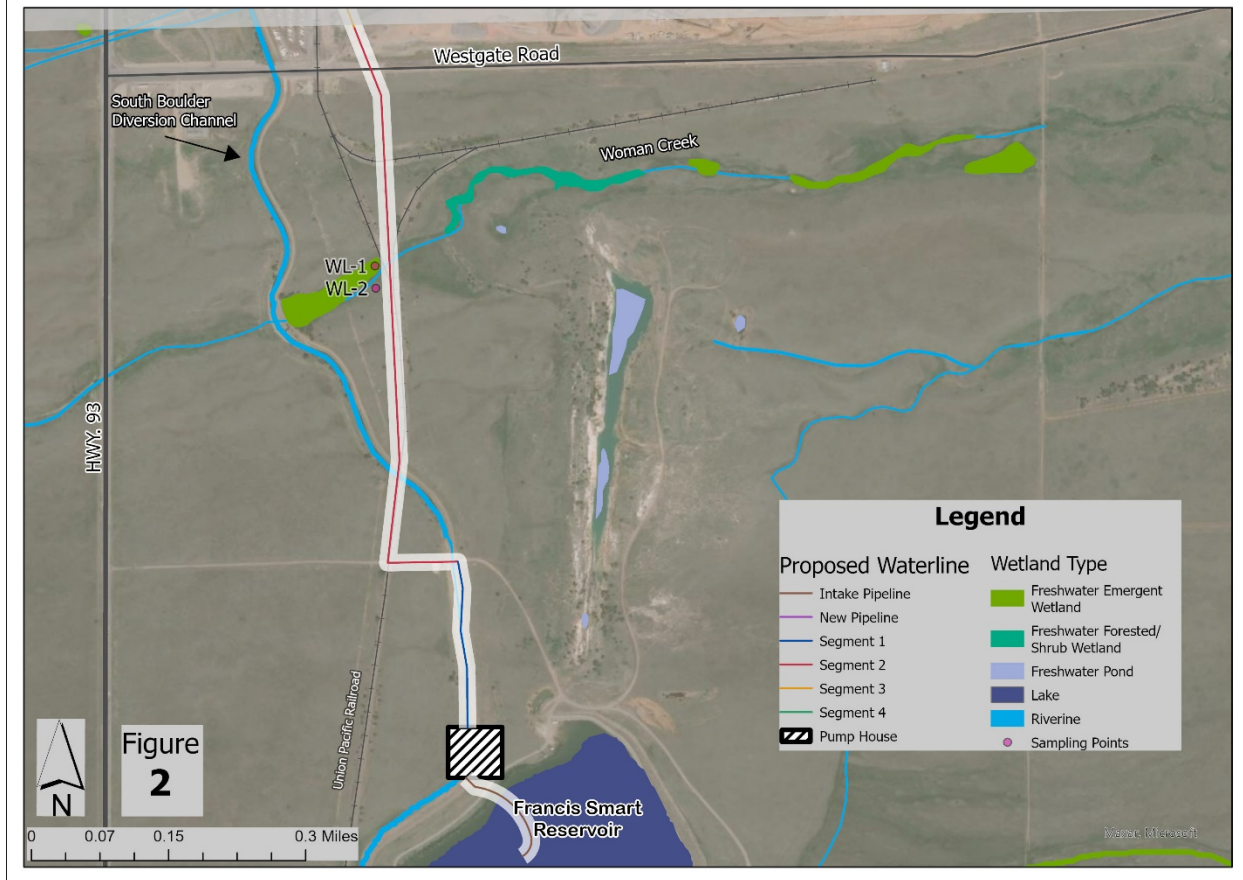 Westgate Road
South Boulder
Diversion Channel
Woman Creek
WL-1
WL-2
HWY. 93
Union Pacific Railroad
Legend
Proposed Waterline
Intake Pipeline
New Pipeline
Segment 1
Segment 2
Segment 3
Segment 4
Pump House
Wetland Type
Freshwater Emergent
Wetland
Freshwater Forested/
Shrub Wetland
Freshwater Pond
Lake
Riverine
Sampling Points
N
Figure
2
Francis Smart
Reservoir
0 0.07 0.15 0.3 Miles
Maxar, Microsoft